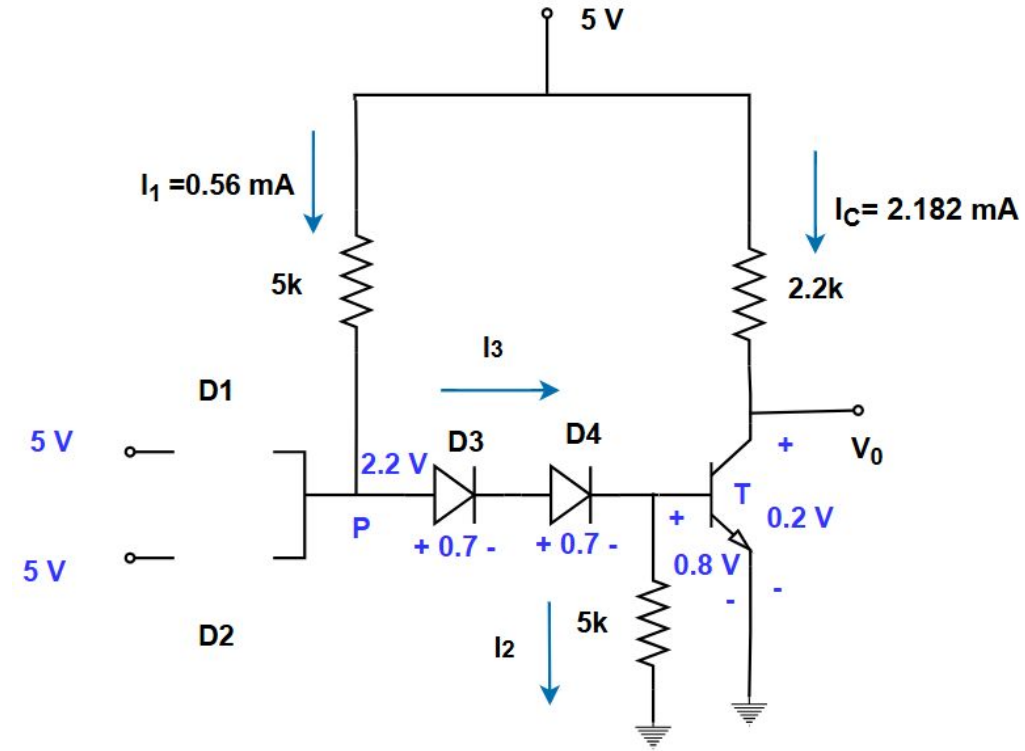 5 V
I1 =0.56 mA
IC= 2.182 mA
5k
2.2k
I3
D1
5 V
D3
D4
2.2 V
+
V0
P
T
+ 0.7 -
+ 0.7 -
+
0.2 V
5 V
0.8 V
-
-
D2
I2
5k